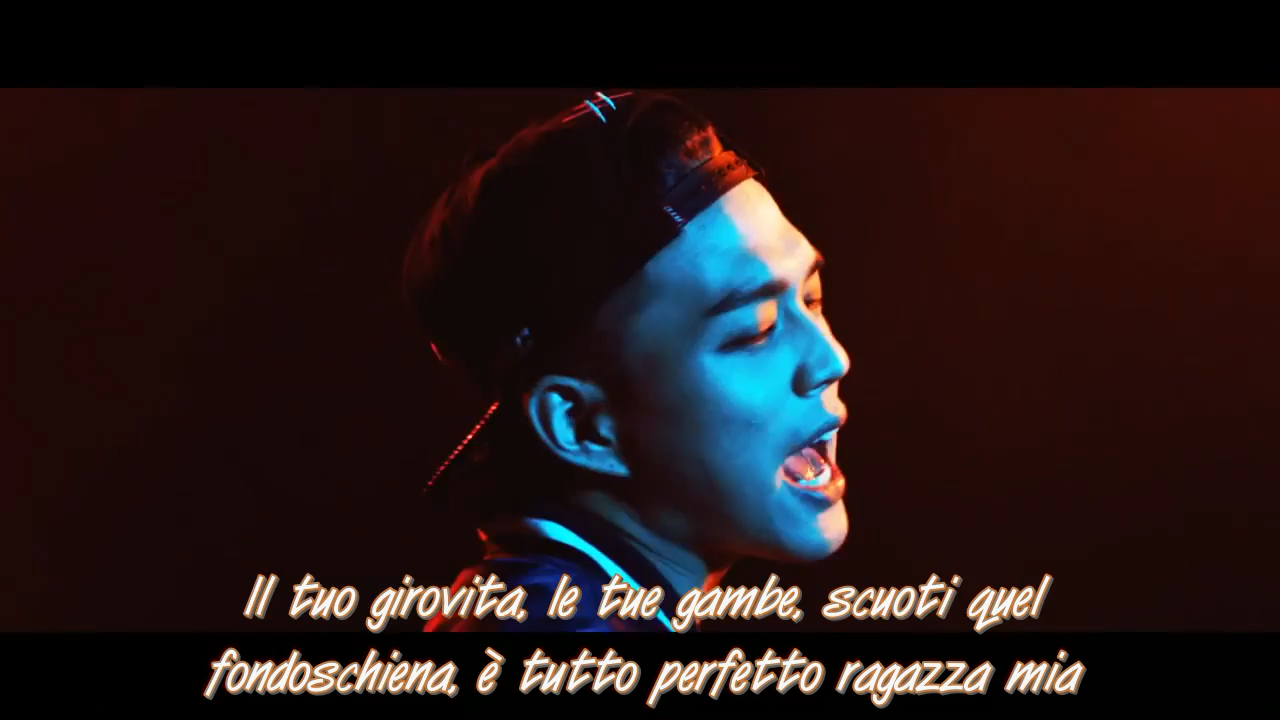 Il tuo girovita, le tue gambe, scuoti quel
fondoschiena, è tutto perfetto ragazza mia